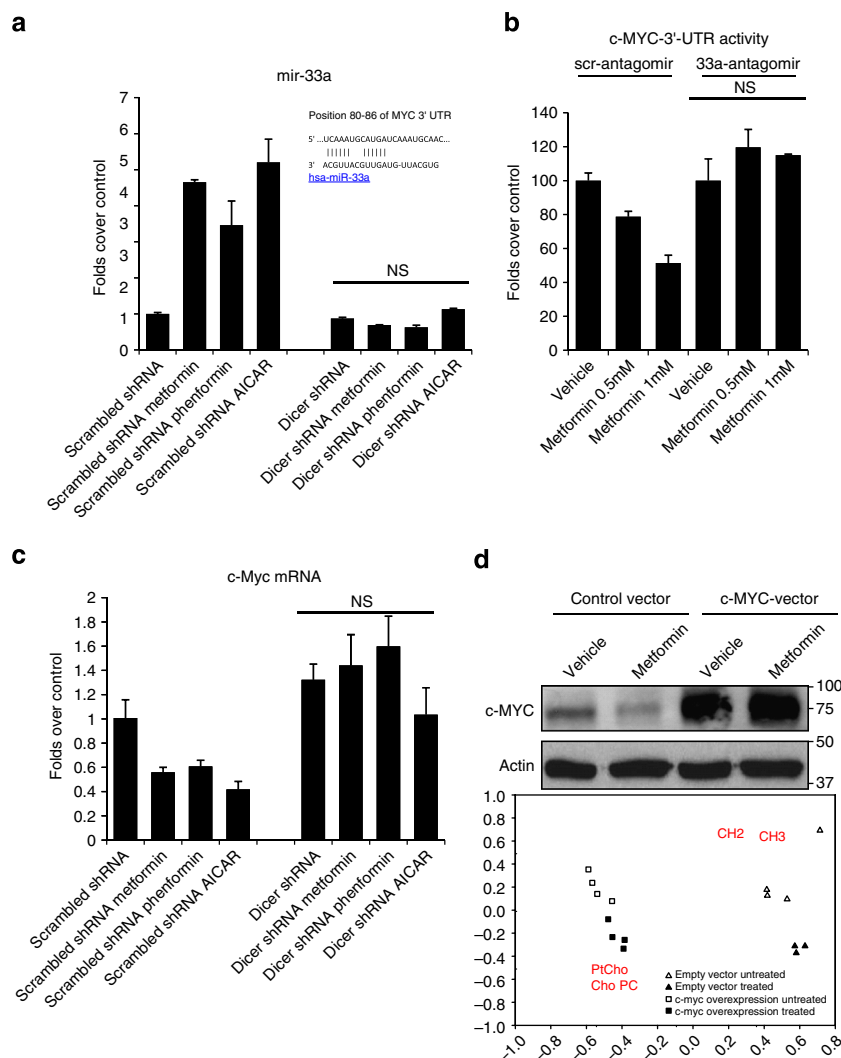 a
mir-33a
Folds cover control
7
6
5
4
3
3
2
1
0
Position 80-86 of MYC 3' UTR
5' ...UCAAAUGCAUGAUCAAAUGCAAC...
|||||| ||||||
3' ACGUUACGUUGAUG-UUACGUG
hsa-miR-33a
NS
Scrambled shRNA
Scrambled shRNA metformin
Scrambled shRNA phenformin
Scrambled shRNA AICAR
Dicer shRNA
Dicer shRNA metformin
Dicer shRNA phenformin
Dicer shRNA AICAR
b
c-MYC-3'-UTR activity
scr-antagomir 33a-antagomir
NS
Folds cover control
140
120
100
80
60
40
20
0
Vehicle
Metformin 0.5mM
Metformin 1mM
Vehicle
Metformin 0.5mM
Metformin 1mM
c
c-Myc mRNA
Folds over control
2
1.8
1.6
1.4
1.2
1
0.8
0.6
0.4
0.2
0
NS
Scrambled shRNA
Scrambled shRNA metformin
Scrambled shRNA phenformin
Scrambled shRNA AICAR
Dicer shRNA
Dicer shRNA metformin
Dicer shRNA phenformin
Dicer shRNA AICAR
d
Control vector c-MYC-vector
Vehicle
Metformin
Vehicle
Metformin
c-MYC
100
75
50
Actin
37
1.0
0.8
0.6
0.4
0.2
0.0
–0.2
–0.4
–0.6
–0.8
–1.0
CH2 CH3
PtCho
Cho PC
Empty vector untreated
Empty vector treated
c-myc overexpression untreated
c-myc overexpression treated
–1.0 –0.8 –0.6 –0.4 –0.2 0.0 0.2 0.4 0.6 0.8